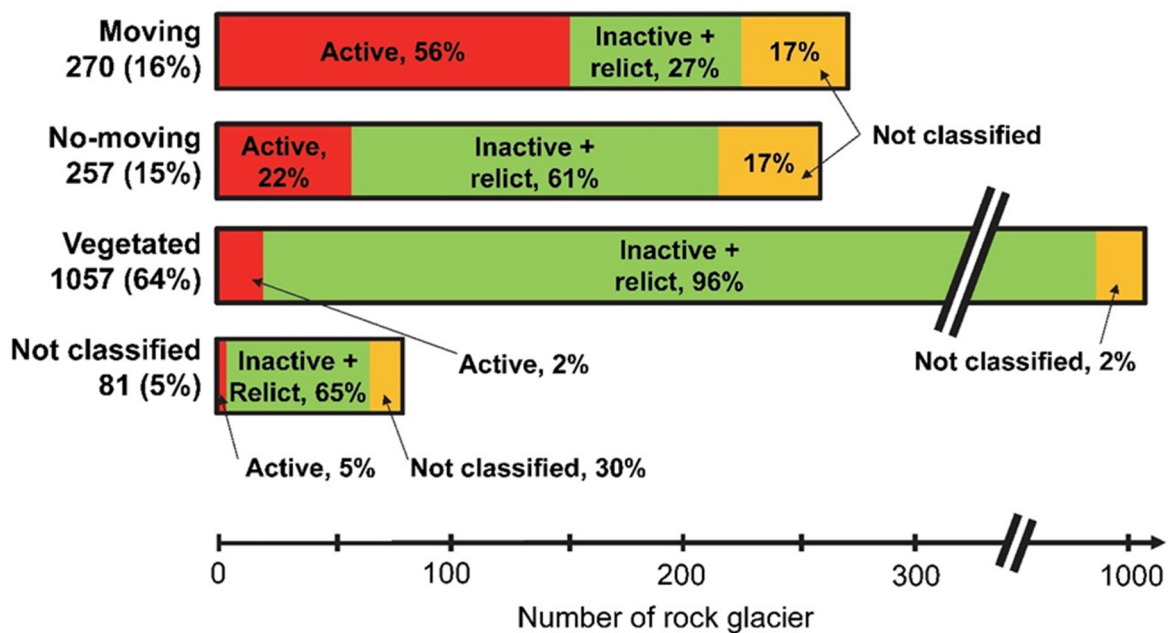 Moving
270 (16%)
Active, 56%
Inactive +
relict, 27%
17%
Not classified
No-moving
257 (15%)
Active,
22%
Inactive +
relict, 61%
17%
Vegetated
1057 (64%)
Inactive +
relict, 96%
Active, 2%
Not classified, 2%
Not classified
81 (5%)
Inactive +
Relict, 65%
Active, 5%
Not classified, 30%
0
100
200
300
1000
Number of rock glacier